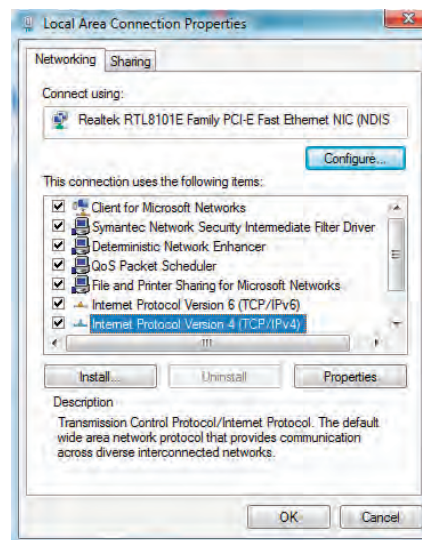 Local Area Connection Properties
Networking Sharing
Connect using:
Realtek RTL8101E Family PCI-E Fast Ethernet NIC (NDIS
Configure...
This connection uses the following items:
Client for Microsoft Networks
Symantec Network Security Intermediate Filter Driver
Deterministic Network Enhancer
QoS Packet Scheduler
File and Printer Sharing for Microsoft Networks
Internet Protocol Version 6 (TCP/IPv6)
Internet Protocol Version 4 (TCP/IPv4)
Install... Uninstall Properties
Description
Transmission Control Protocol/Internet Protocol. The default
wide area network protocol that provides communication
across diverse interconnected networks.
OK Cancel